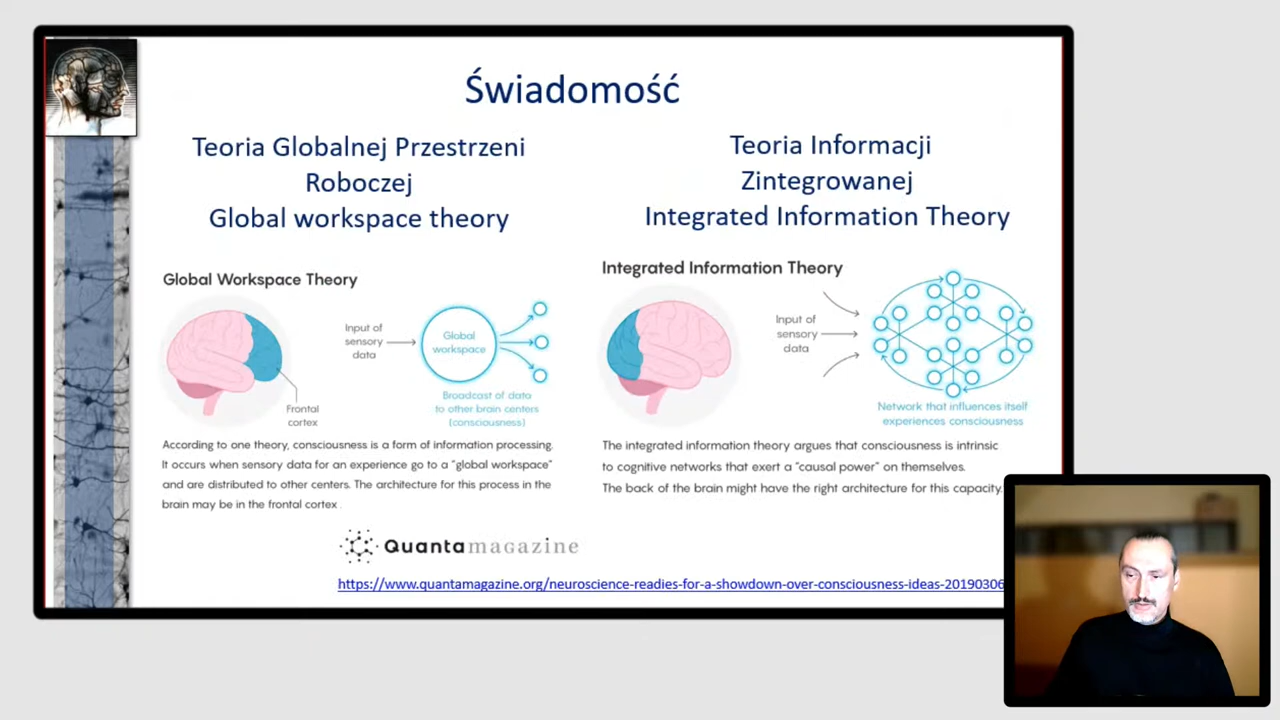 Świadomość
Teoria Globalnej Przestrzeni
Roboczej
Global workspace theory
Teoria Informacji
Zintegrowanej
Integrated Information Theory
Global Workspace Theory
Input of
sensory
data
Global
workspace
Frontal
cortex
Broadcast of data
to other brain centers
(consciousness)
According to one theory, consciousness is a form of information processing.
It occurs when sensory data for an experience go to a "global workspace"
and are distributed to other centers. The architecture for this process in the
brain may be in the frontal cortex.
Integrated Information Theory
Input of
sensory
data
Network that influences itself
experiences consciousness
The integrated information theory argues that consciousness is intrinsic
to cognitive networks that exert a "causal power" on themselves.
The back of the brain might have the right architecture for this capacity.
Quantamagazine
https://www.quantamagazine.org/neuroscience-readies-for-a-showdown-over-consciousness-ideas-20190306